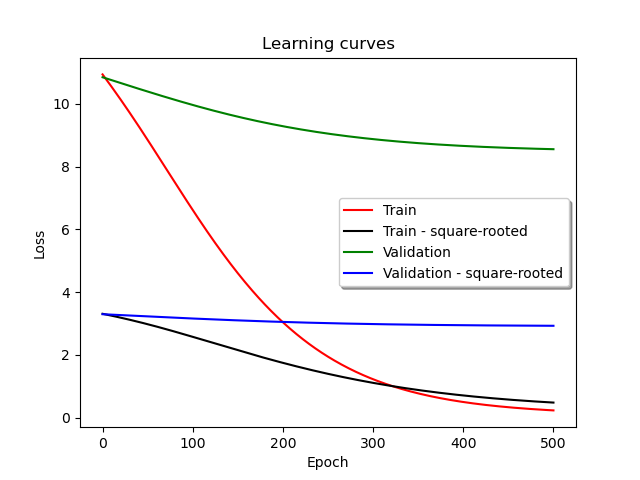 Learning curves
Loss
10
8
6
4
2
0
Train
Train - square-rooted
Validation
Validation - square-rooted
0 100 200 300 400 500
Epoch